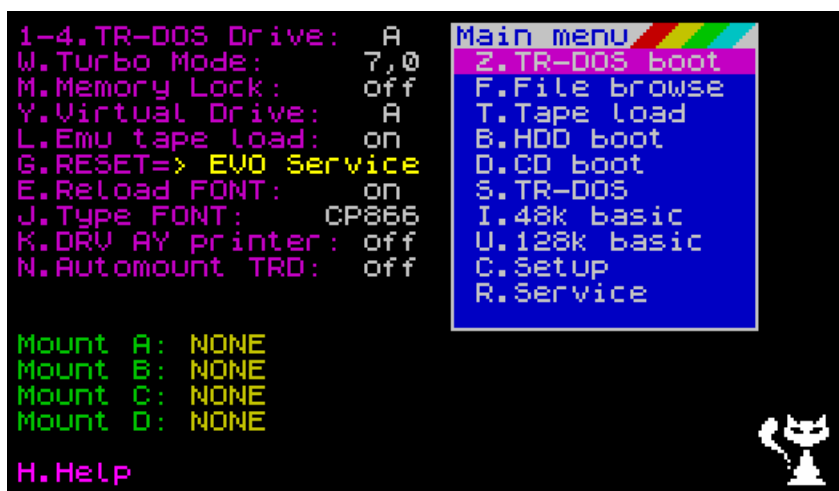 1-4.TR-DOS Drive: A
W.Turbo Mode: 7,0
M.Memory Lock: off
Y.Virtual Drive: A
L.Emu tape load: on
G.RESET=> EVO Service
E.Reload FONT: on
J.Type FONT: CP866
K.DRV AY printer: off
N.Automount TRD: off
Mount A: NONE
Mount B: NONE
Mount C: NONE
Mount D: NONE
H.Help
Main menu
Z.TR-DOS boot
F.File browse
T.Tape load
B.HDD boot
D.CD boot
S.TR-DOS
I.48k basic
U.128k basic
C.Setup
R.Service